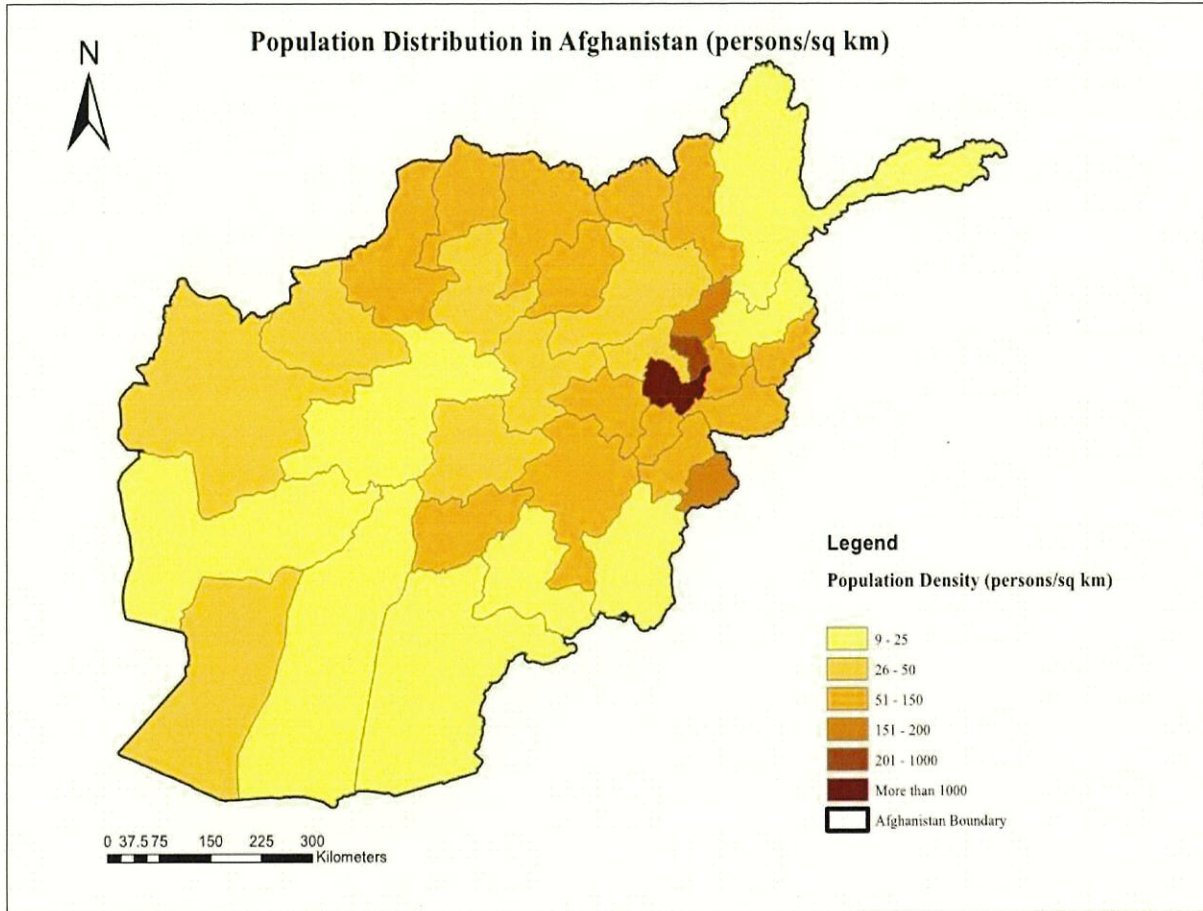 Population Distribution in Afghanistan (persons/sq km)
N
Legend
Population Density (persons/sq km)
9 - 25
26 - 50
51 - 150
151 - 200
201 - 1000
More than 1000
Afghanistan Boundary
0 37.5 75 150 225 300
Kilometers